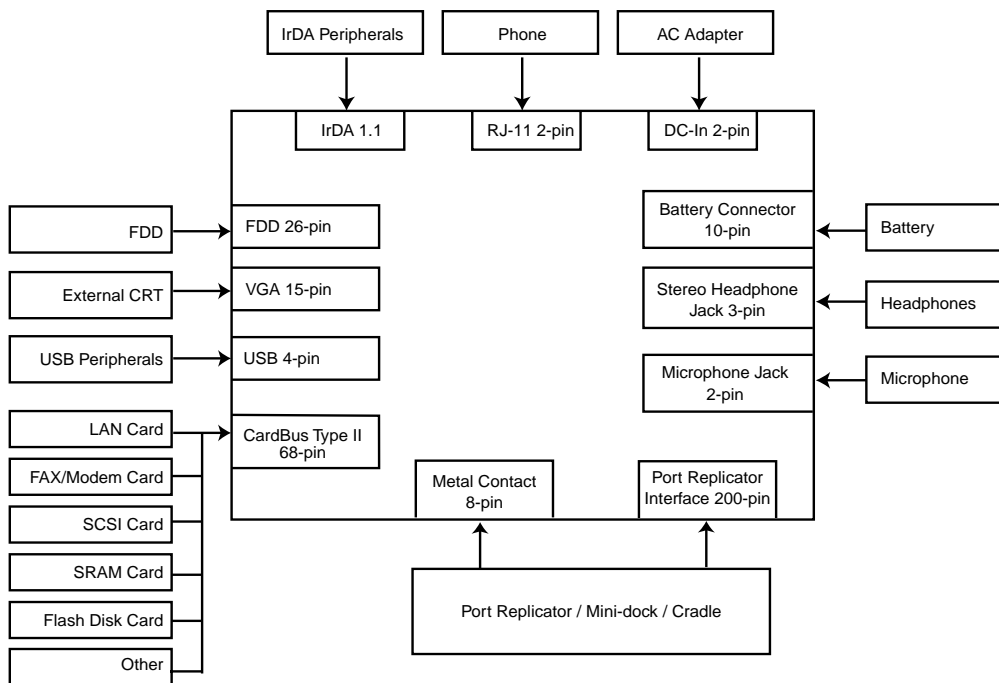 IrDA Peripherals
Phone
AC Adapter
IrDA 1.1
RJ-11 2-pin
DC-In 2-pin
FDD
FDD 26-pin
Battery Connector
10-pin
Battery
External CRT
VGA 15-pin
Stereo Headphone
Jack 3-pin
Headphones
USB Peripherals
USB 4-pin
Microphone Jack
2-pin
Microphone
LAN Card
CardBus Type II
68-pin
FAX/Modem Card
SCSI Card
SRAM Card
Flash Disk Card
Other
Metal Contact
8-pin
Port Replicator
Interface 200-pin
Port Replicator / Mini-dock / Cradle